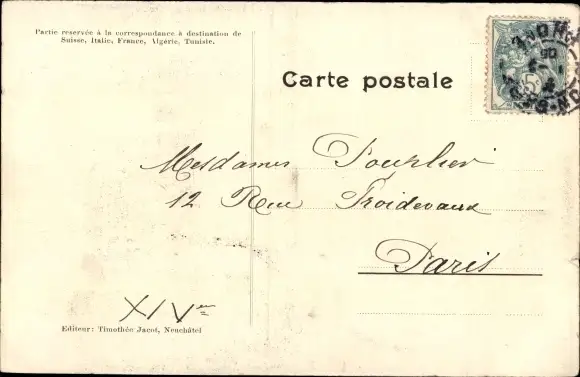 Partie reservée à la correspondance à destination de
Suisse, Italie, France, Algérie, Tunisie.
Carte postale
Mesdames Pourlier
12 Rue Froidevaux
Paris
XIVe
Editeur: Timothée Jacot, Neuchâtel